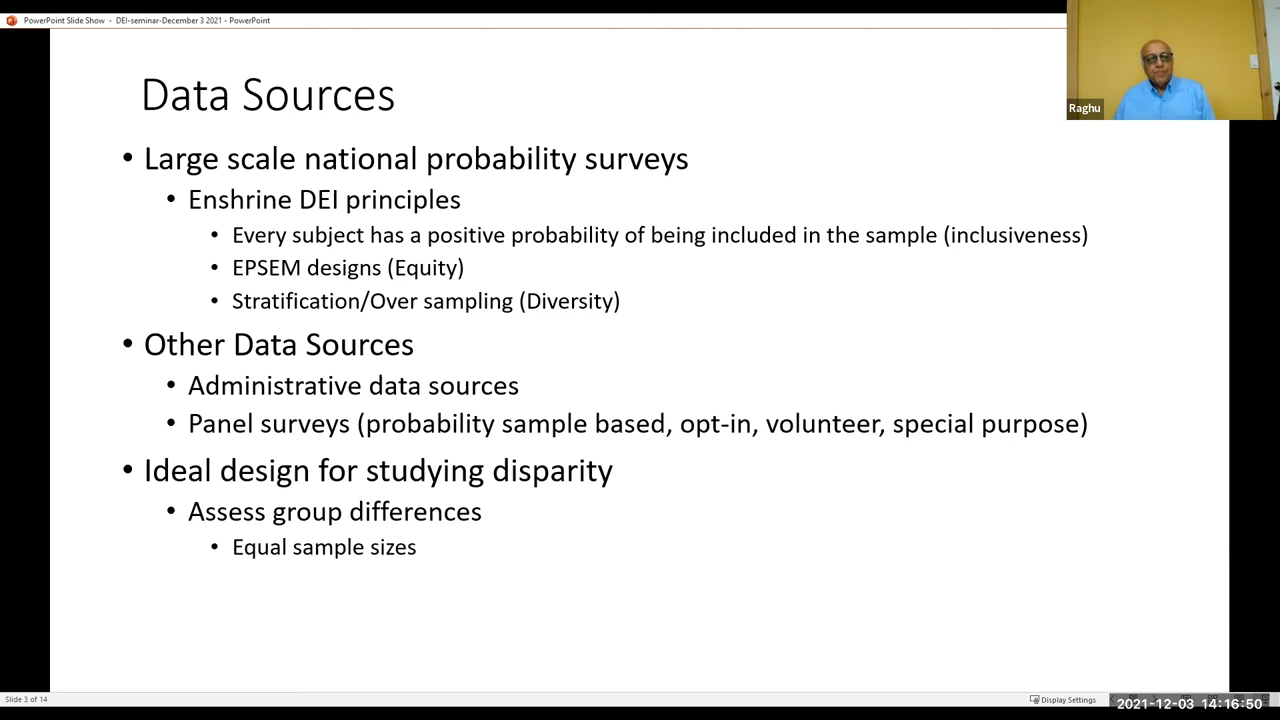 PowerPoint Slide Show - DEI-seminar-December 3 2021 - PowerPoint
Raghu
Data Sources
• Large scale national probability surveys
• Enshrine DEI principles
• Every subject has a positive probability of being included in the sample (inclusiveness)
• EPSEM designs (Equity)
• Stratification/Over sampling (Diversity)
• Other Data Sources
• Administrative data sources
• Panel surveys (probability sample based, opt-in, volunteer, special purpose)
• Ideal design for studying disparity
• Assess group differences
• Equal sample sizes
Slide 3 of 14
Display Settings
2021-12-03 14:16:50